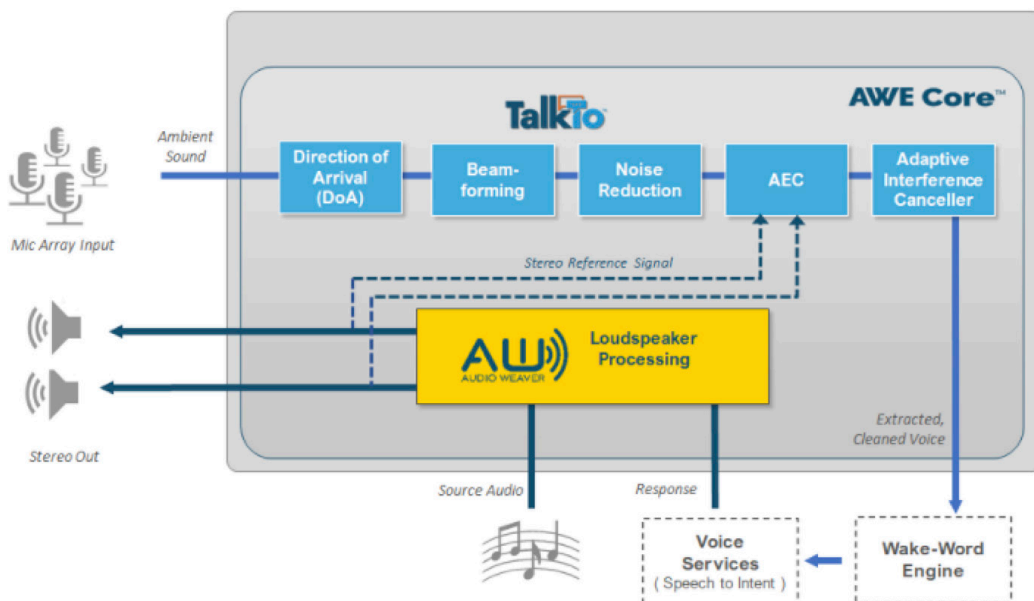 TalkTo™
AWE Core™
Ambient
Sound
Direction of
Arrival
(DoA)
Beam-
forming
Noise
Reduction
AEC
Adaptive
Interference
Canceller
Mic Array Input
Stereo Reference Signal
AW
AUDIO WEAVER
Loudspeaker
Processing
Stereo Out
Extracted,
Cleaned Voice
Source Audio
Response
Voice
Services
( Speech to Intent )
Wake-Word
Engine